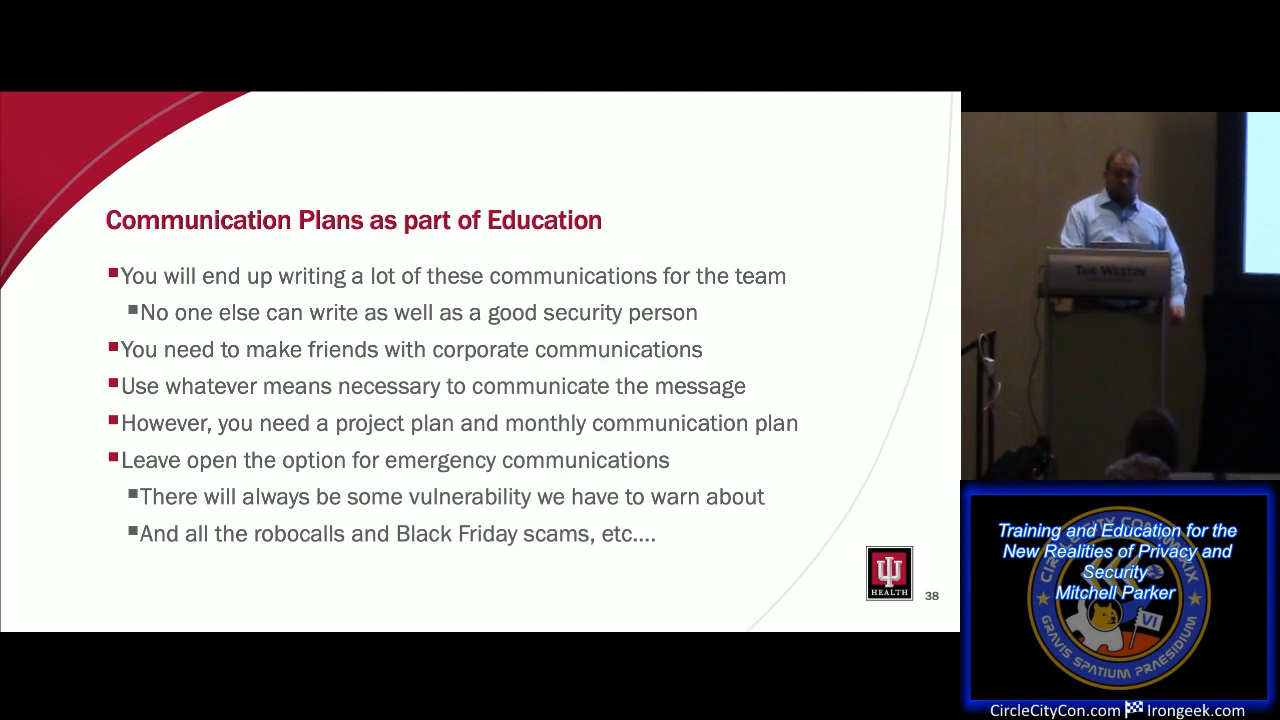 Communication Plans as part of Education
You will end up writing a lot of these communications for the team
No one else can write as well as a good security person
You need to make friends with corporate communications
Use whatever means necessary to communicate the message
However, you need a project plan and monthly communication plan
Leave open the option for emergency communications
There will always be some vulnerability we have to warn about
And all the robocalls and Black Friday scams, etc....
HEALTH
38
THE WESTIN
Training and Education for the
New Realities of Privacy and
Security
Mitchell Parker
VI
GRAVIS SPATIUM PRAESIDIUM
CircleCityCon.com Irongeek.com